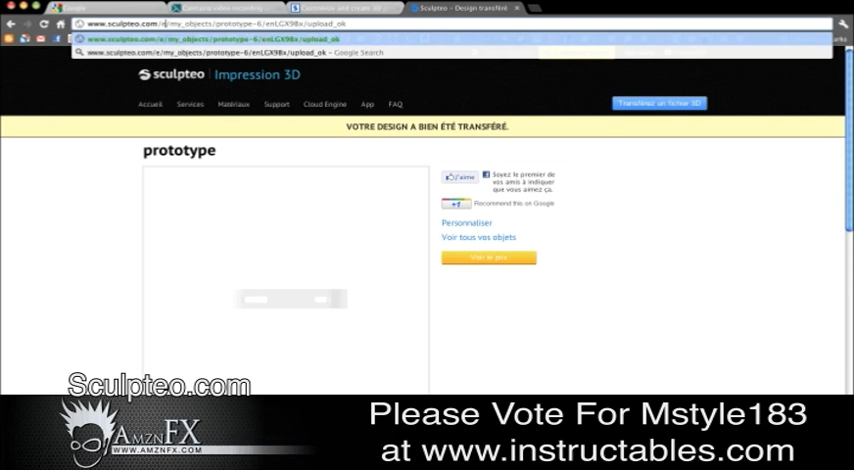 Google
Sculpteo – Design transféré
www.sculpteo.com/e/my_objects/prototype-6/enLGX98x/upload_ok
www.sculpteo.com/e/my_objects/prototype-6/enLGX98x/upload_ok
www.sculpteo.com/e/my_objects/prototype-6/enLGX98x/upload_ok – Google Search
sculpteo Impression 3D
Accueil Services Matériaux Support Cloud Engine App FAQ
Transférez un fichier 3D
VOTRE DESIGN A BIEN ÉTÉ TRANSFÉRÉ.
prototype
J'aime
Soyez le premier de
vos amis à indiquer
que vous aimez ça.
+1 Recommend this on Google
Personnaliser
Voir tous vos objets
Voir le prix
Sculpteo.com
AMZNFX
WWW.AMZNFX.COM
Please Vote For Mstyle183
at www.instructables.com